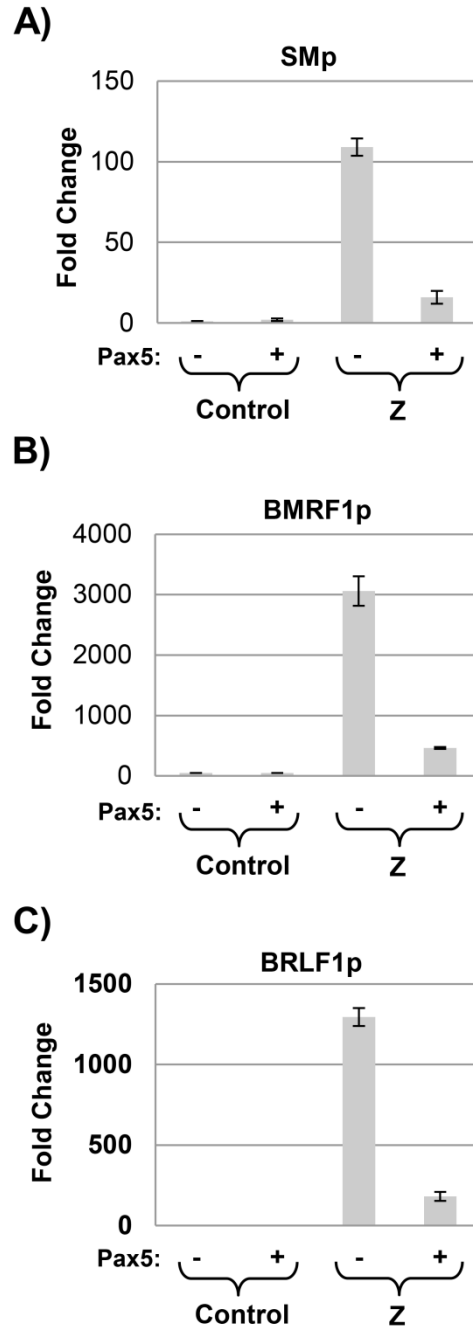 A)
SMp
Fold Change
150
100
50
0
Pax5: - + - +
Control Z
B)
BMRF1p
Fold Change
4000
3000
2000
1000
0
Pax5: - + - +
Control Z
C)
BRLF1p
Fold Change
1500
1000
500
0
Pax5: - + - +
Control Z